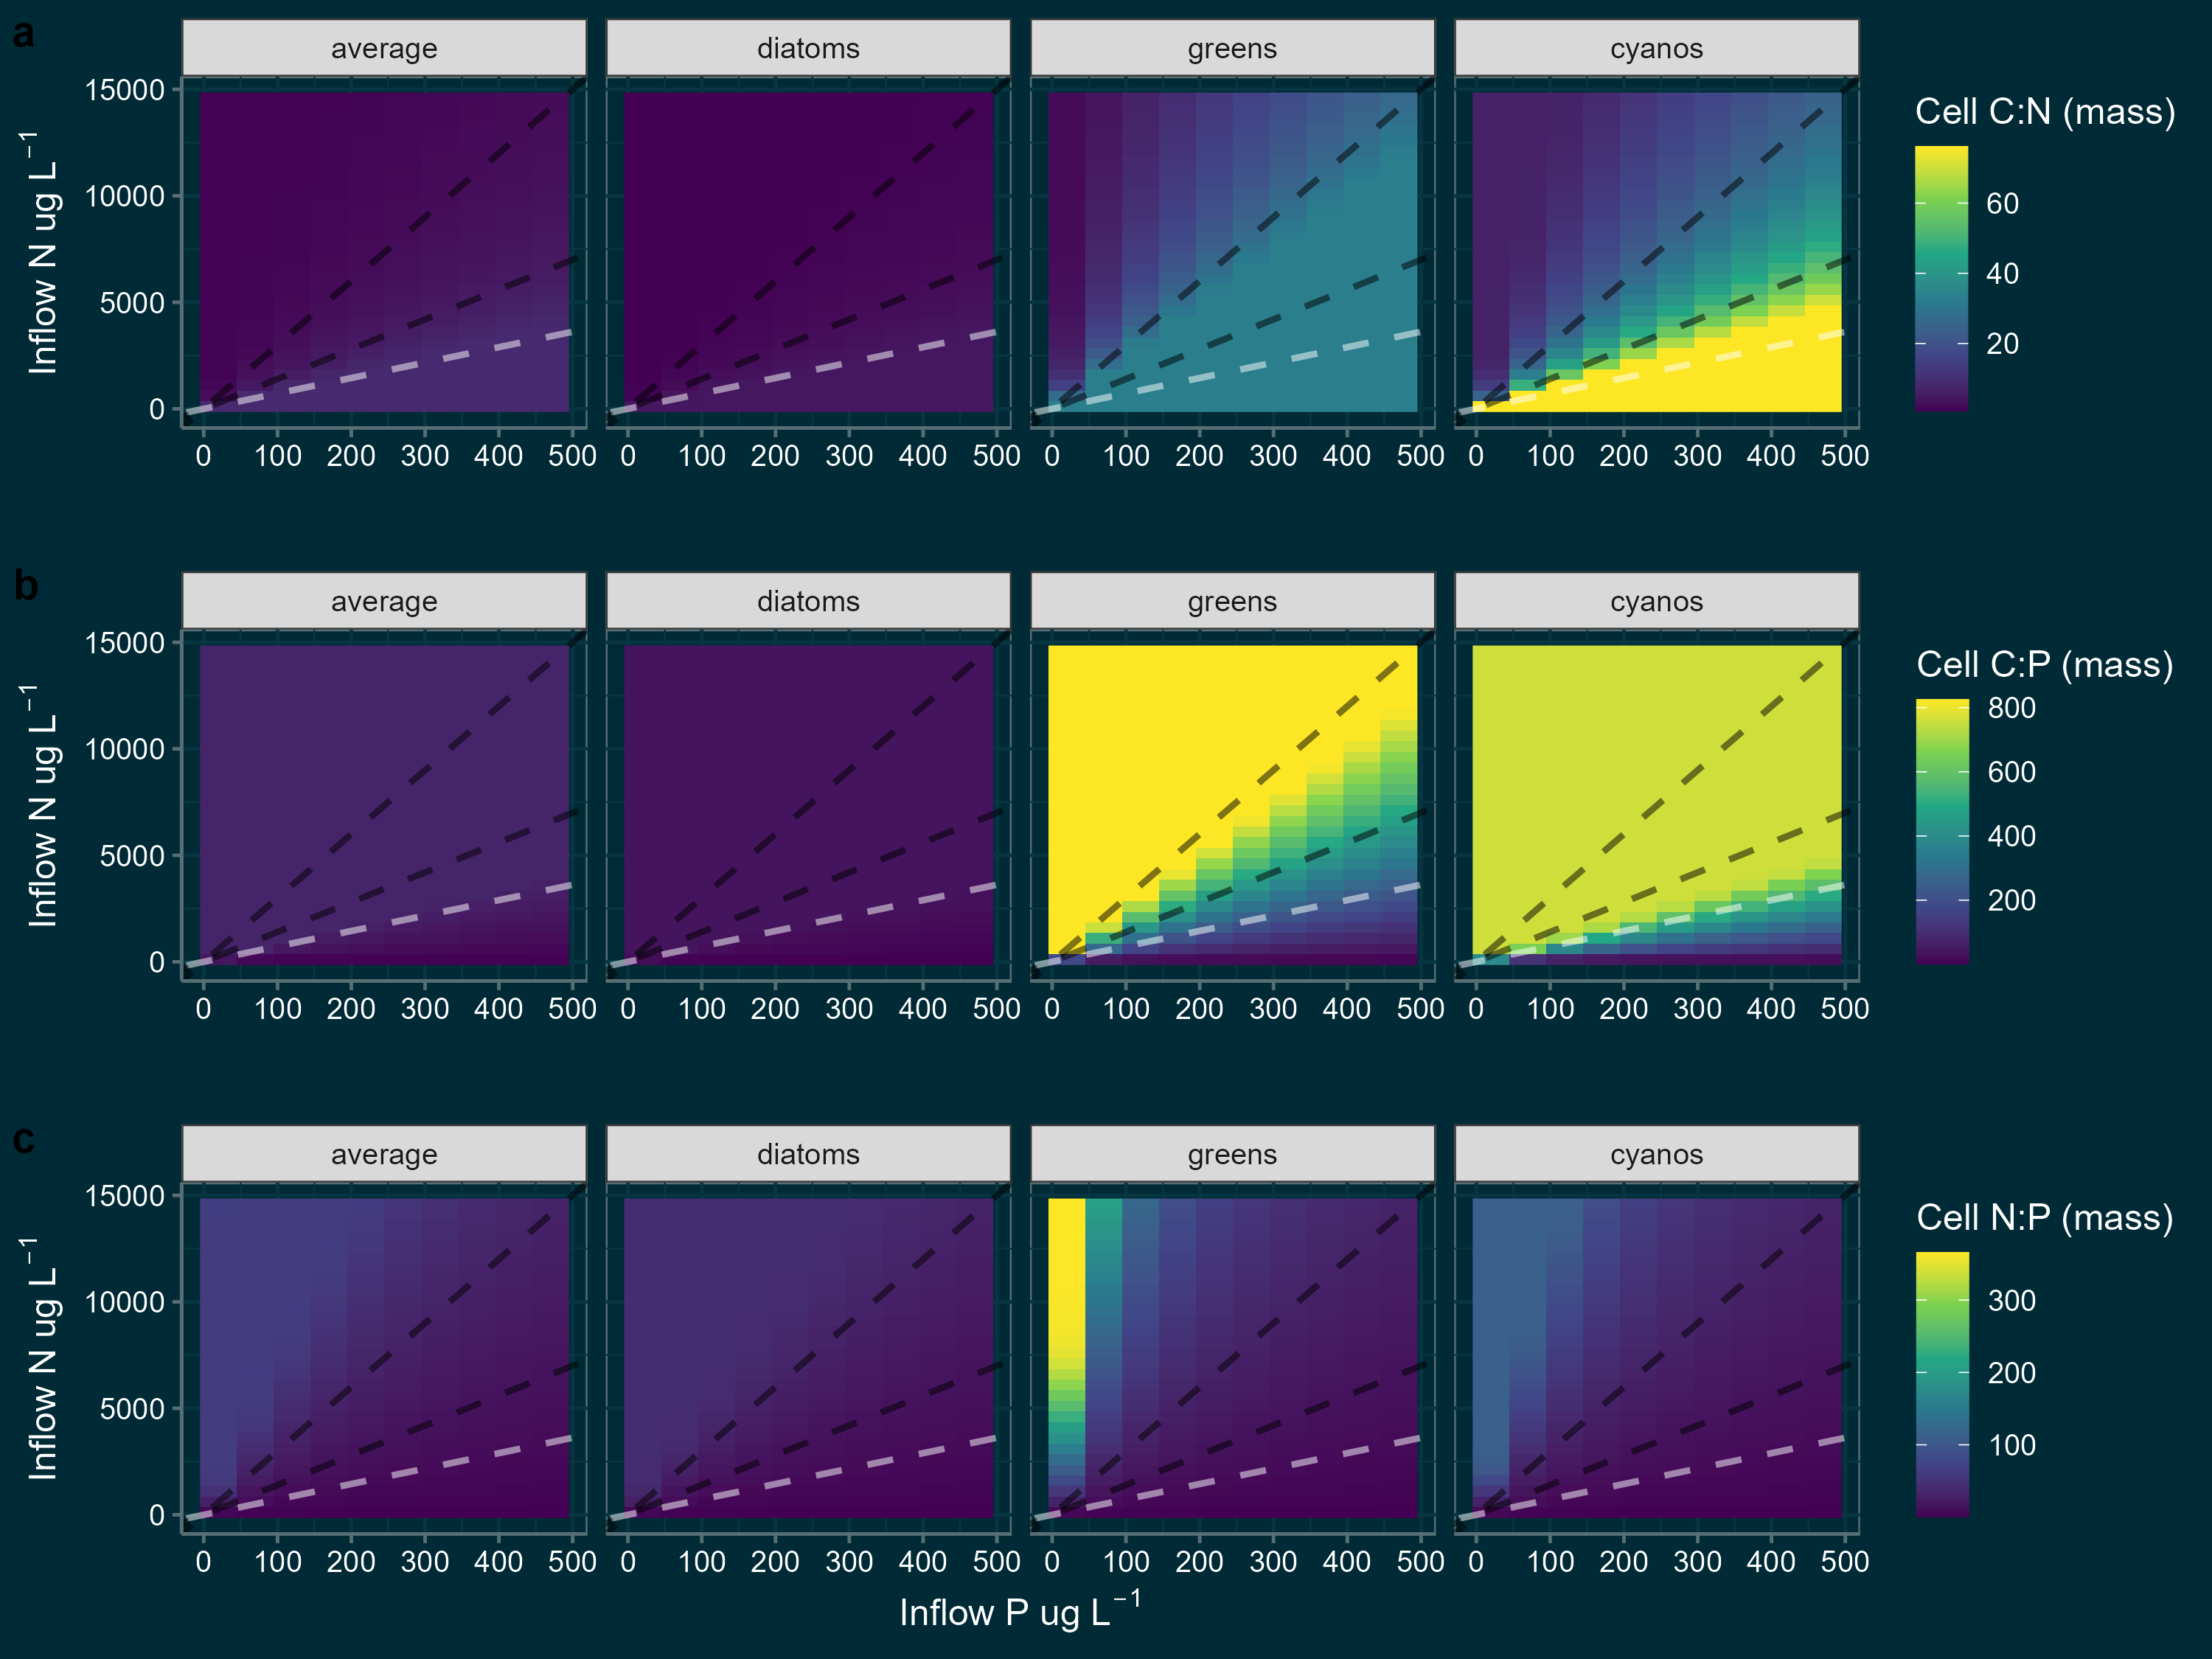 a
average diatoms greens cyanos
Inflow N ug L⁻¹
15000
10000
5000
0
0 100 200 300 400 500 0 100 200 300 400 500 0 100 200 300 400 500 0 100 200 300 400 500
Cell C:N (mass)
60
40
20
b
average diatoms greens cyanos
Inflow N ug L⁻¹
15000
10000
5000
0
0 100 200 300 400 500 0 100 200 300 400 500 0 100 200 300 400 500 0 100 200 300 400 500
Cell C:P (mass)
800
600
400
200
c
average diatoms greens cyanos
Inflow N ug L⁻¹
15000
10000
5000
0
0 100 200 300 400 500 0 100 200 300 400 500 0 100 200 300 400 500 0 100 200 300 400 500
Cell N:P (mass)
300
200
100
Inflow P ug L⁻¹